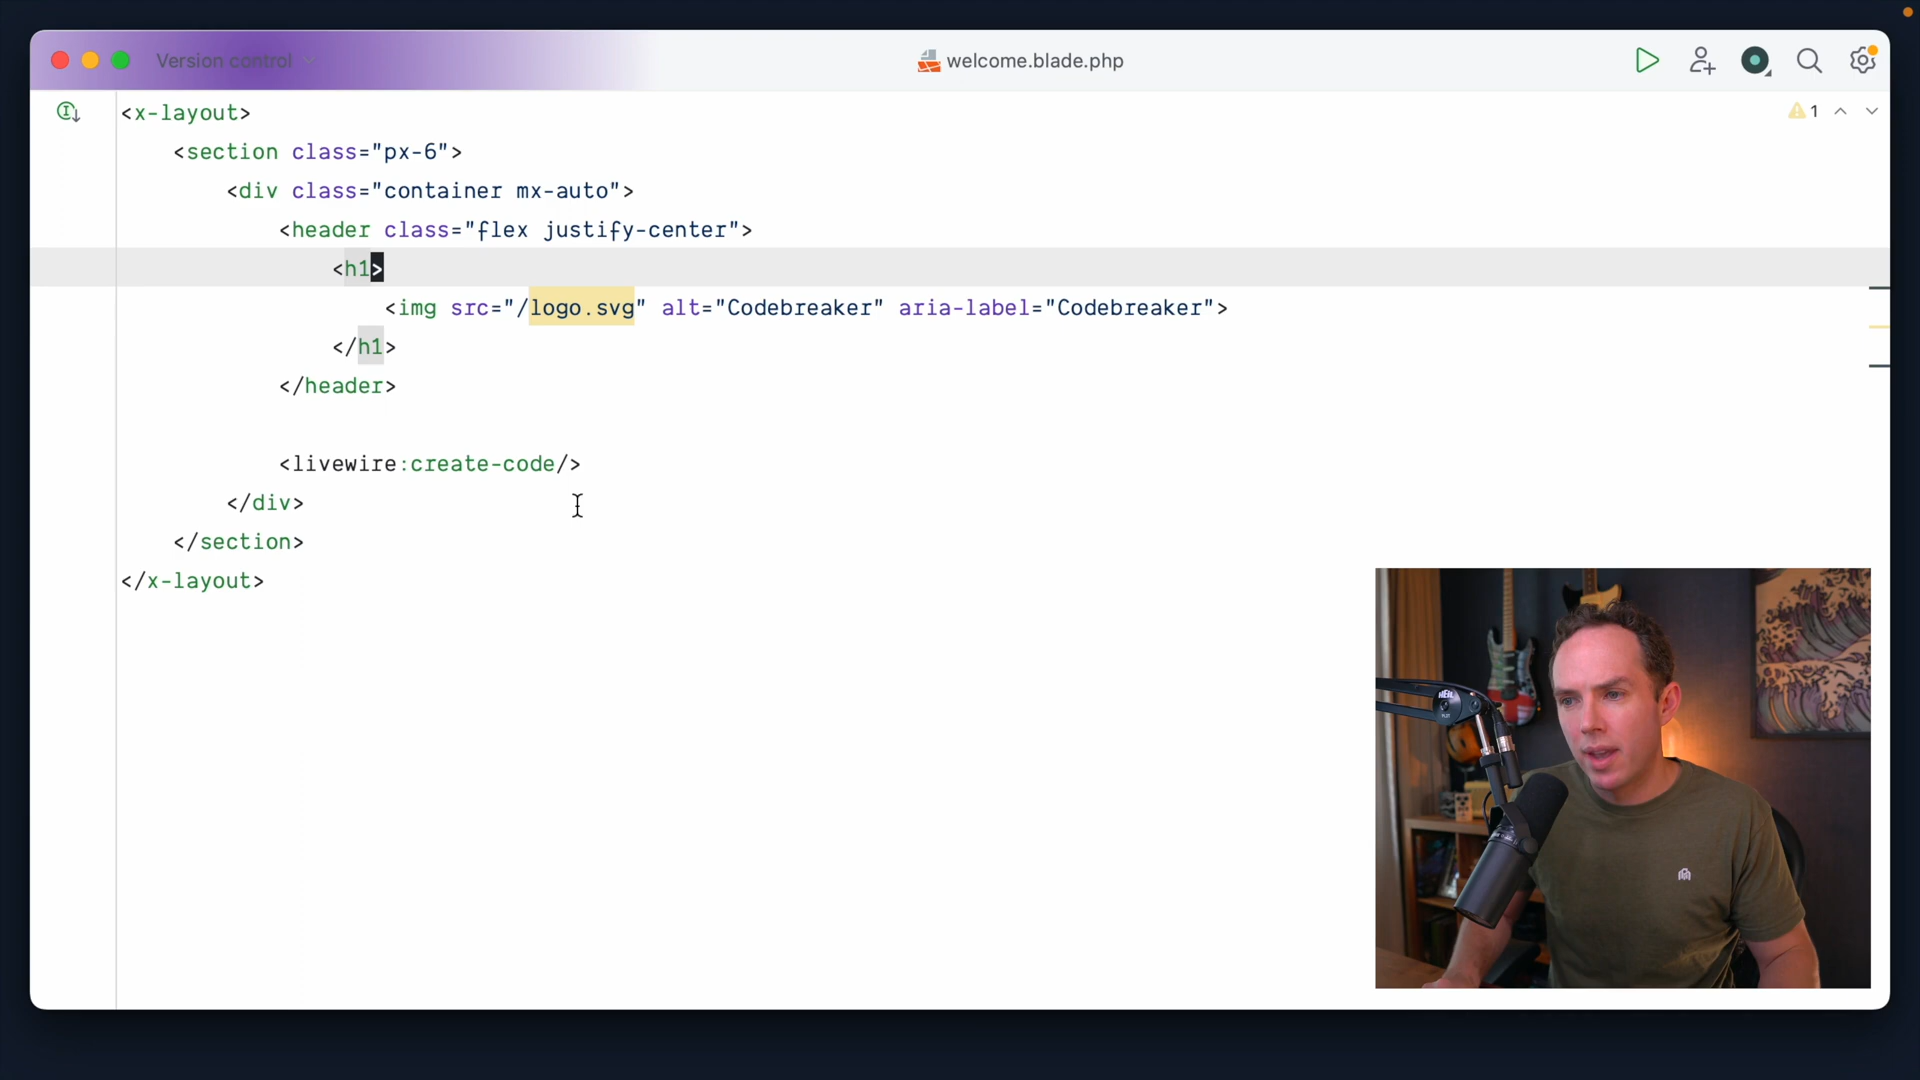 Version control
welcome.blade.php
1
<x-layout>
<section class="px-6">
<div class="container mx-auto">
<header class="flex justify-center">
<h1>
<img src="/logo.svg" alt="Codebreaker" aria-label="Codebreaker">
</h1>
</header>
<livewire:create-code/>
</div>
</section>
</x-layout>